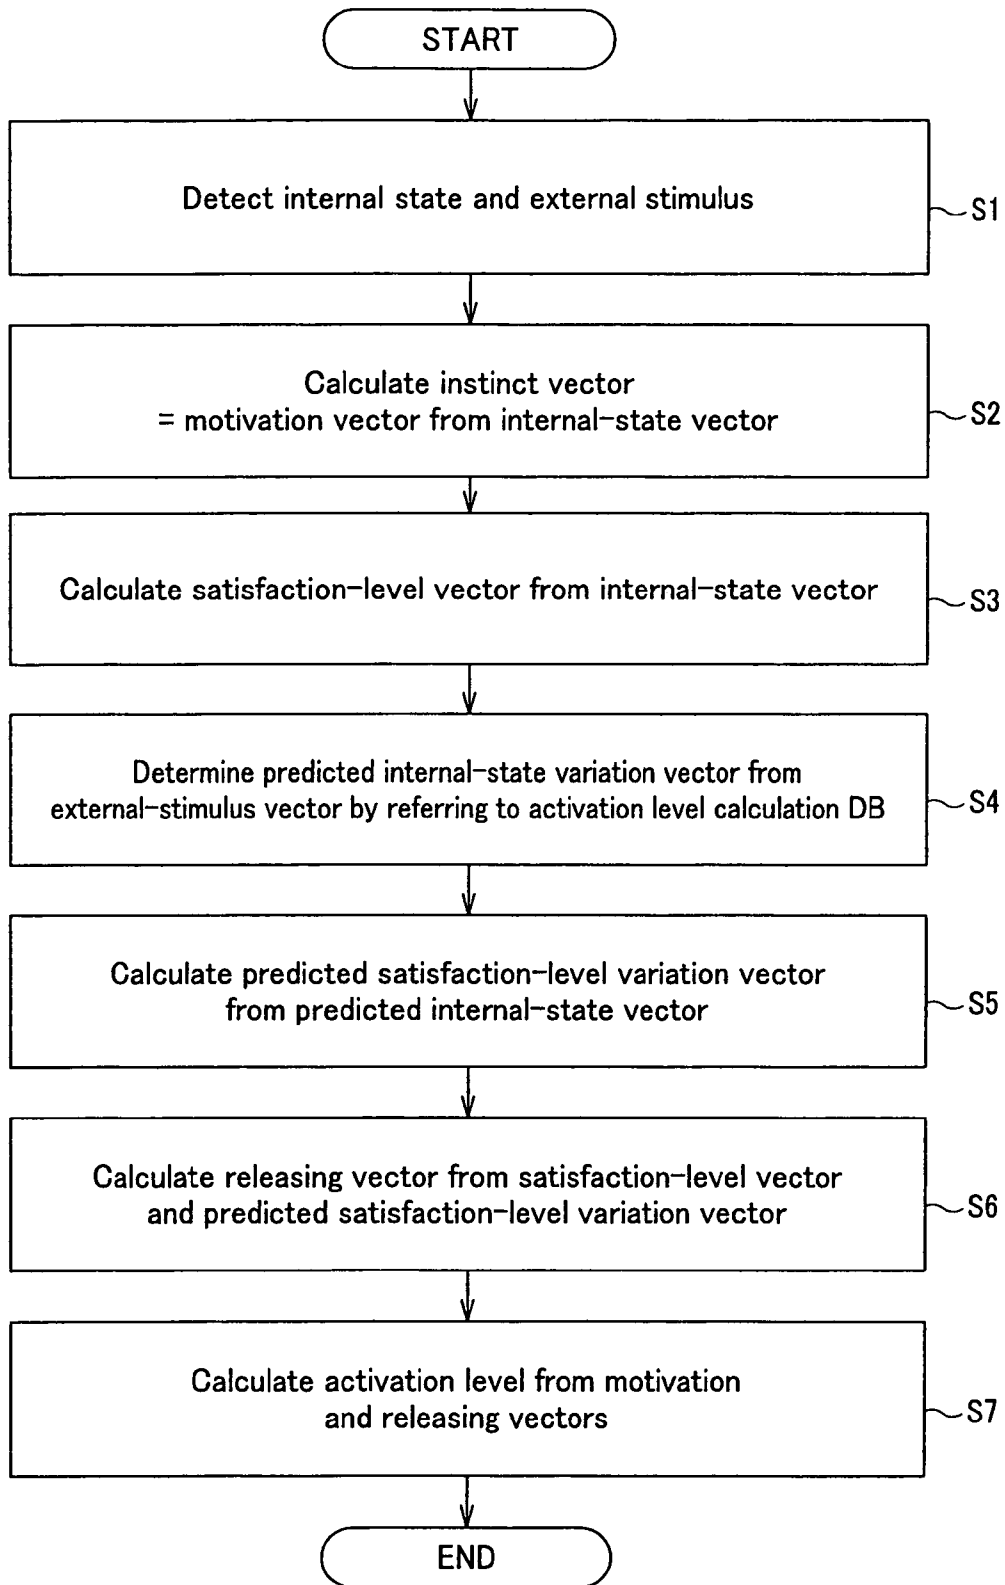 START
Detect internal state and external stimulus
S1
Calculate instinct vector
= motivation vector from internal-state vector
S2
Calculate satisfaction-level vector from internal-state vector
S3
Determine predicted internal-state variation vector from
external-stimulus vector by referring to activation level calculation DB
S4
Calculate predicted satisfaction-level variation vector
from predicted internal-state vector
S5
Calculate releasing vector from satisfaction-level vector
and predicted satisfaction-level variation vector
S6
Calculate activation level from motivation
and releasing vectors
S7
END